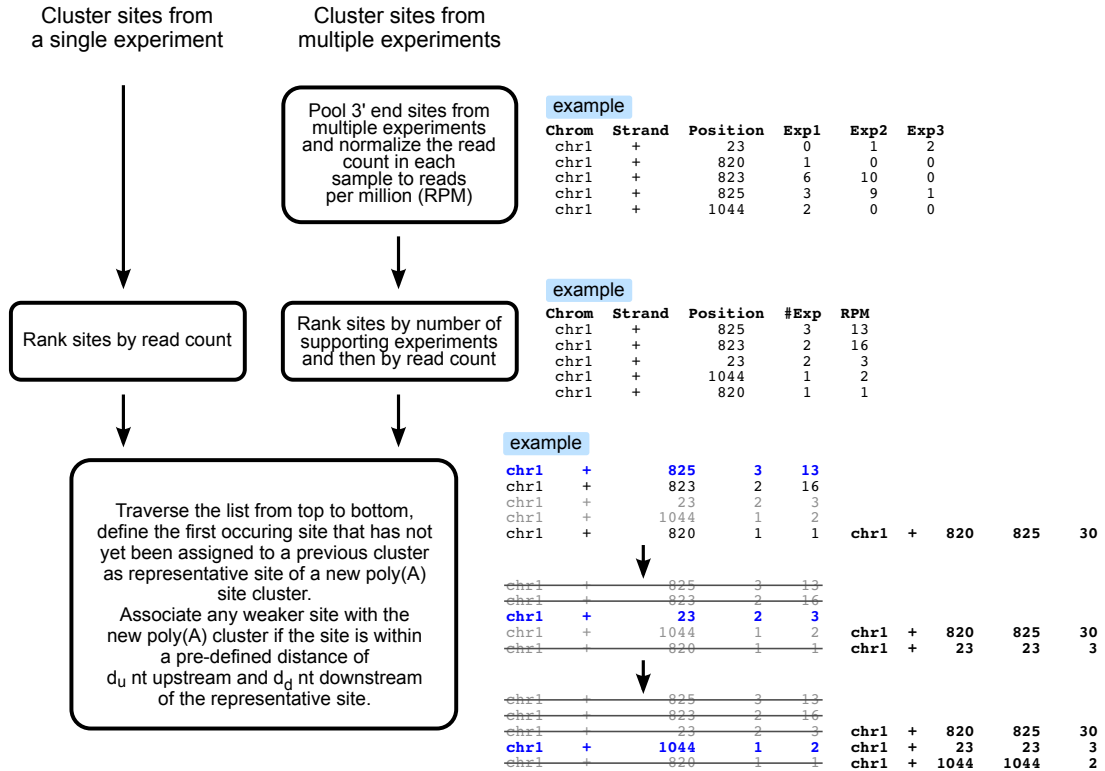 Cluster sites from
a single experiment
Cluster sites from
multiple experiments
Pool 3' end sites from
multiple experiments
and normalize the read
count in each
sample to reads
per million (RPM)
example
Chrom Strand Position Exp1 Exp2 Exp3
chr1 + 23 0 1 2
chr1 + 820 1 0 0
chr1 + 823 6 10 0
chr1 + 825 3 9 1
chr1 + 1044 2 0 0
Rank sites by read count
Rank sites by number of
supporting experiments
and then by read count
example
Chrom Strand Position #Exp RPM
chr1 + 825 3 13
chr1 + 823 2 16
chr1 + 23 2 3
chr1 + 1044 1 2
chr1 + 820 1 1
Traverse the list from top to bottom,
define the first occuring site that has not
yet been assigned to a previous cluster
as representative site of a new poly(A)
site cluster.
Associate any weaker site with the
new poly(A) cluster if the site is within
a pre-defined distance of
du nt upstream and dd nt downstream
of the representative site.
example
chr1 + 825 3 13
chr1 + 823 2 16
chr1 + 23 2 3
chr1 + 1044 1 2
chr1 + 820 1 1 chr1 + 820 825 30
chr1 + 825 3 13
chr1 + 823 2 16
chr1 + 23 2 3
chr1 + 1044 1 2 chr1 + 820 825 30
chr1 + 820 1 1 chr1 + 23 23 3
chr1 + 825 3 13
chr1 + 823 2 16
chr1 + 23 2 3 chr1 + 820 825 30
chr1 + 1044 1 2 chr1 + 23 23 3
chr1 + 820 1 1 chr1 + 1044 1044 2